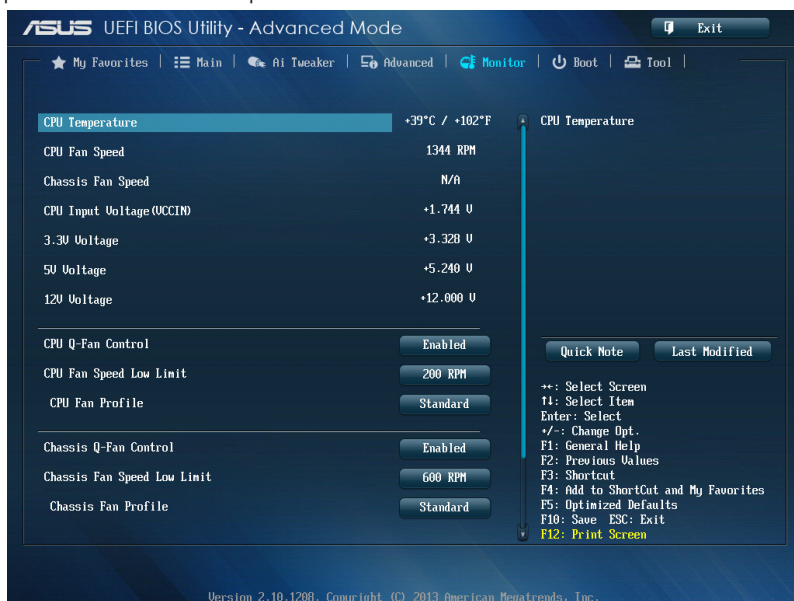 ASUS UEFI BIOS Utility - Advanced Mode
Exit
My Favorites | Main | Ai Tweaker | Advanced | Monitor | Boot | Tool |
CPU Temperature +39°C / +102°F
CPU Temperature
CPU Fan Speed 1344 RPM
Chassis Fan Speed N/A
CPU Input Voltage(VCCIN) +1.744 V
3.3V Voltage +3.328 V
5V Voltage +5.240 V
12V Voltage +12.000 V
CPU Q-Fan Control Enabled
CPU Fan Speed Low Limit 200 RPM
CPU Fan Profile Standard
Chassis Q-Fan Control Enabled
Chassis Fan Speed Low Limit 600 RPM
Chassis Fan Profile Standard
Quick Note
Last Modified
→←: Select Screen
↑↓: Select Item
Enter: Select
+/-: Change Opt.
F1: General Help
F2: Previous Values
F3: Shortcut
F4: Add to ShortCut and My Favorites
F5: Optimized Defaults
F10: Save ESC: Exit
F12: Print Screen
Version 2.10.1208. Copyright (C) 2013 American Megatrends, Inc.